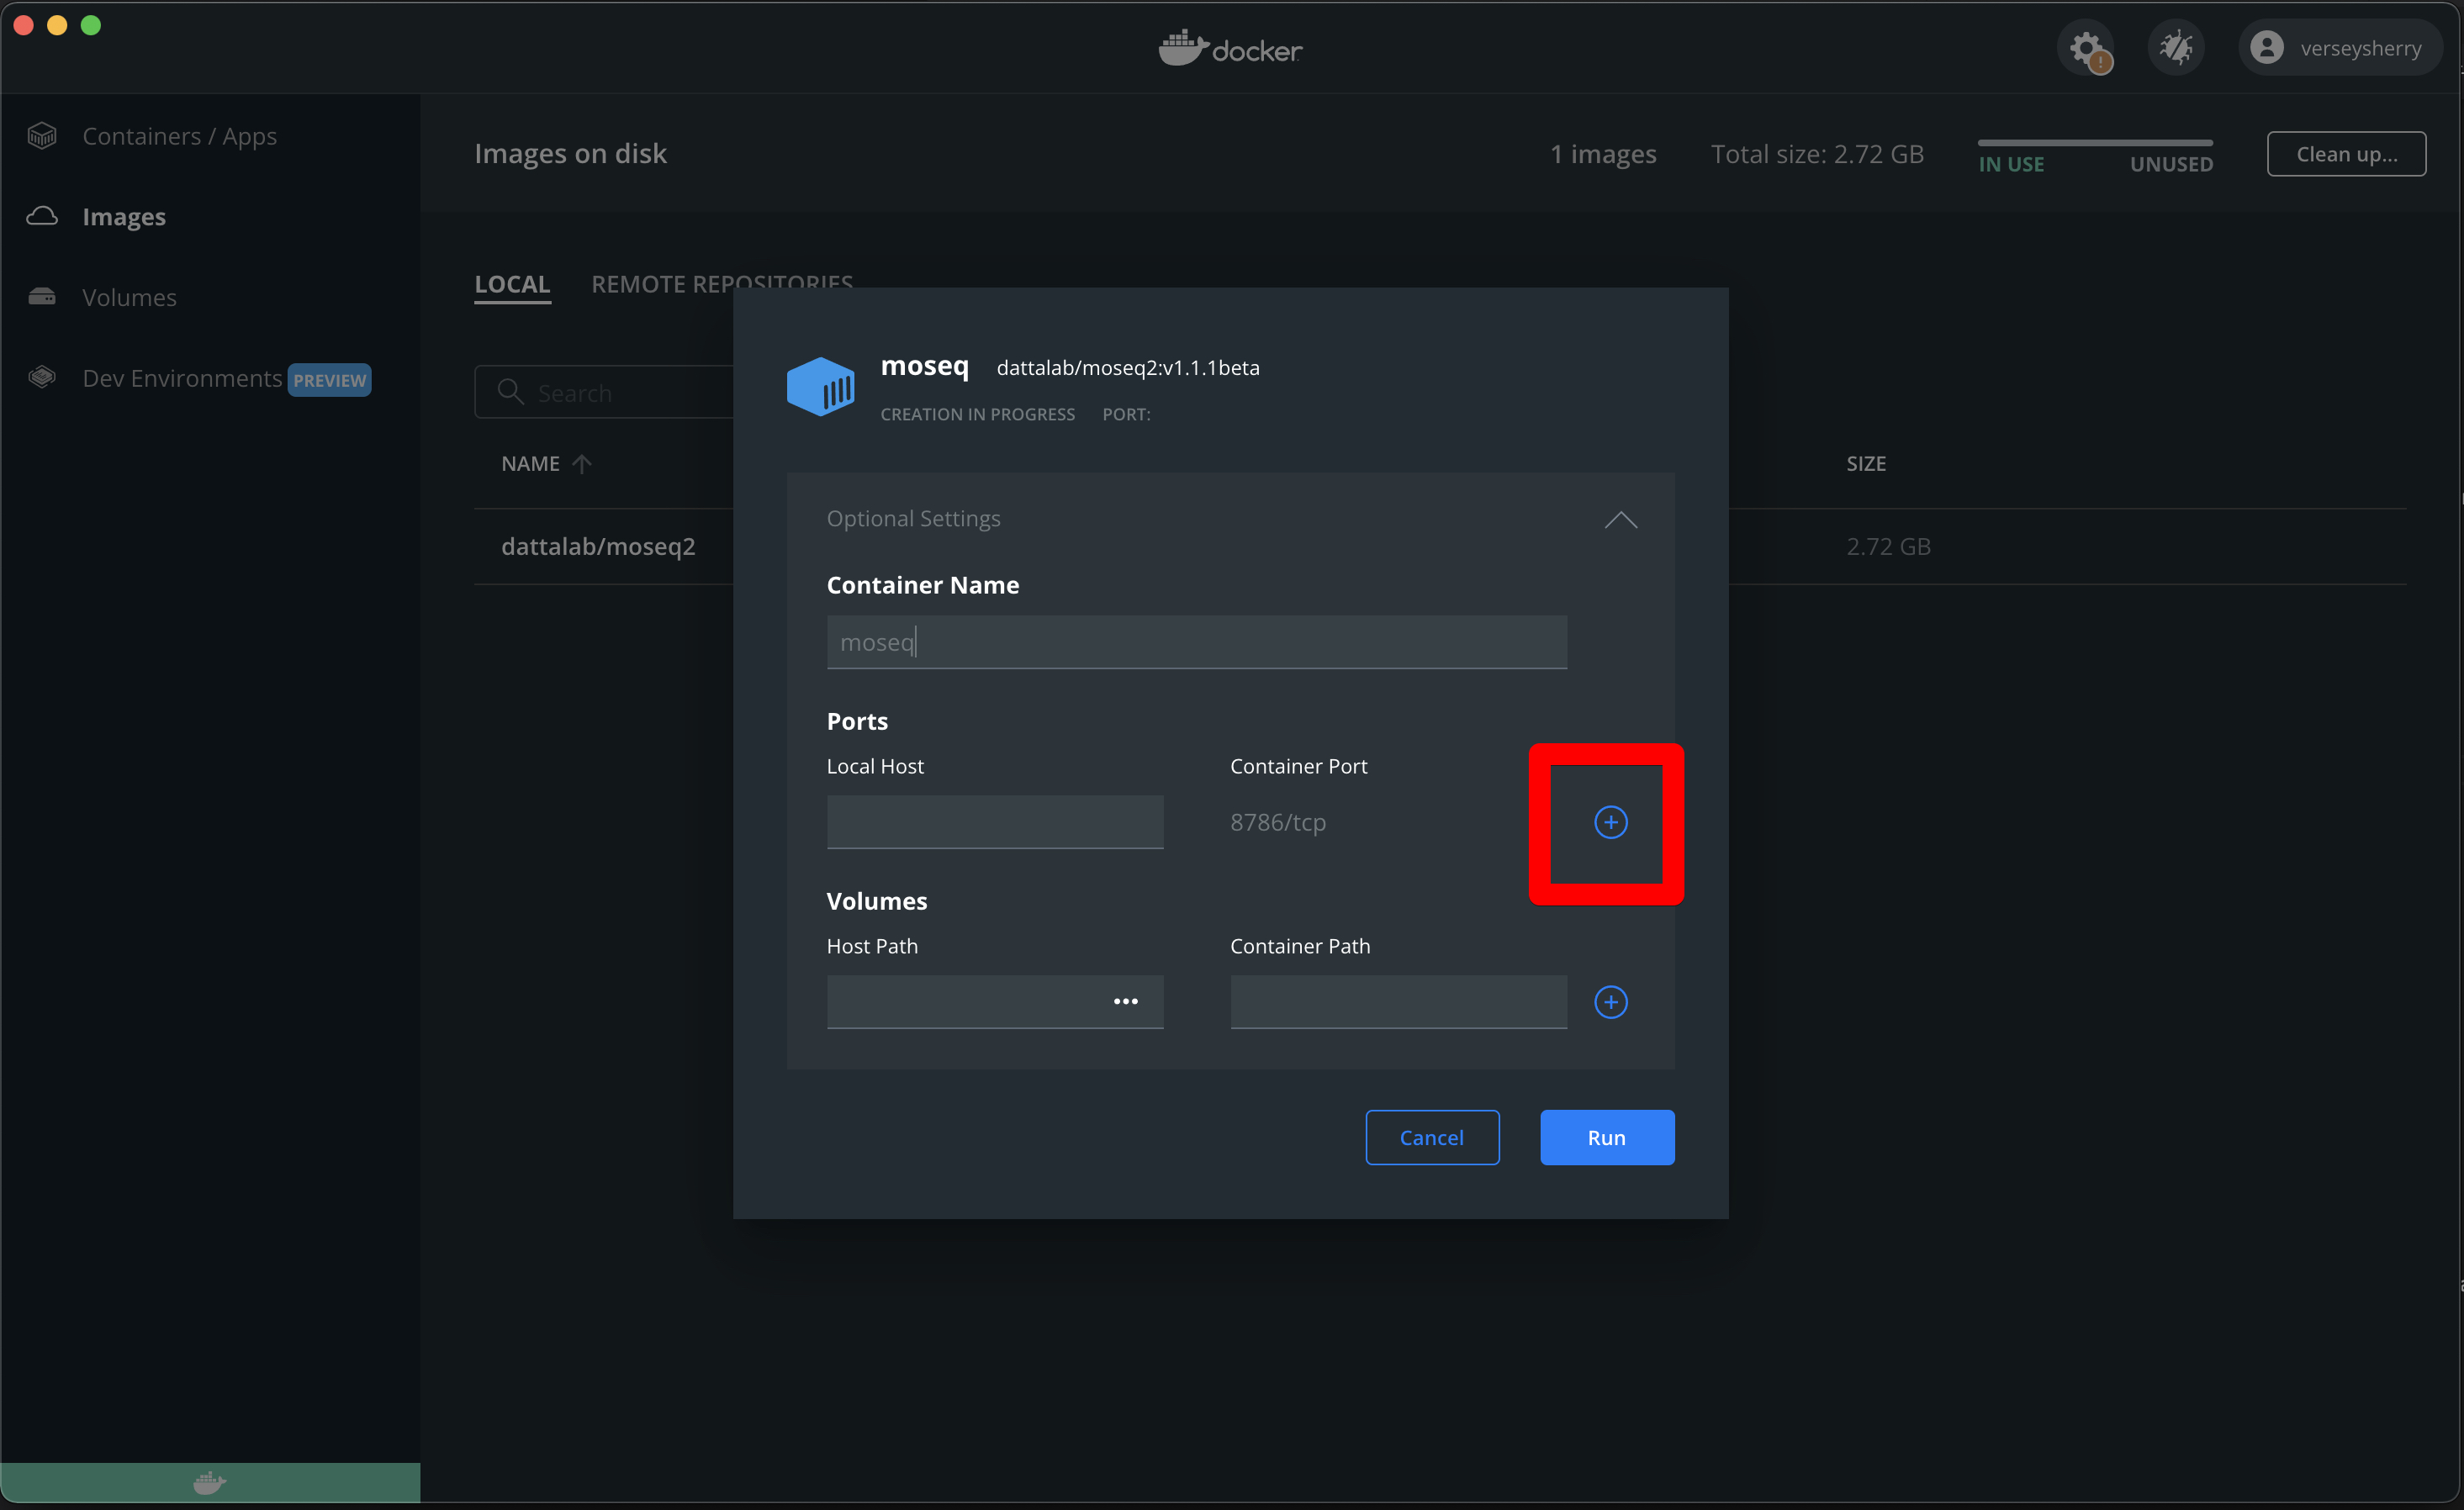 docker
verseysherry
Containers / Apps
Images
Volumes
Dev Environments PREVIEW
Images on disk
1 images
Total size: 2.72 GB
IN USE
UNUSED
Clean up...
LOCAL
REMOTE REPOSITORIES
Search
NAME
SIZE
dattalab/moseq2
2.72 GB
moseq
dattalab/moseq2:v1.1.1beta
CREATION IN PROGRESS
PORT:
Optional Settings
Container Name
moseq
Ports
Local Host
Container Port
8786/tcp
Volumes
Host Path
Container Path
Cancel
Run